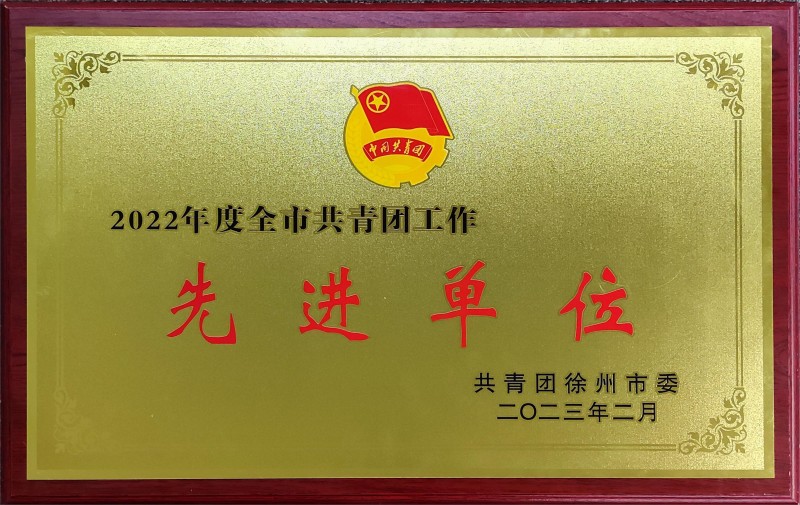 中国共青团
2022年度全市共青团工作
先进单位
共青团徐州市委
二〇二三年二月